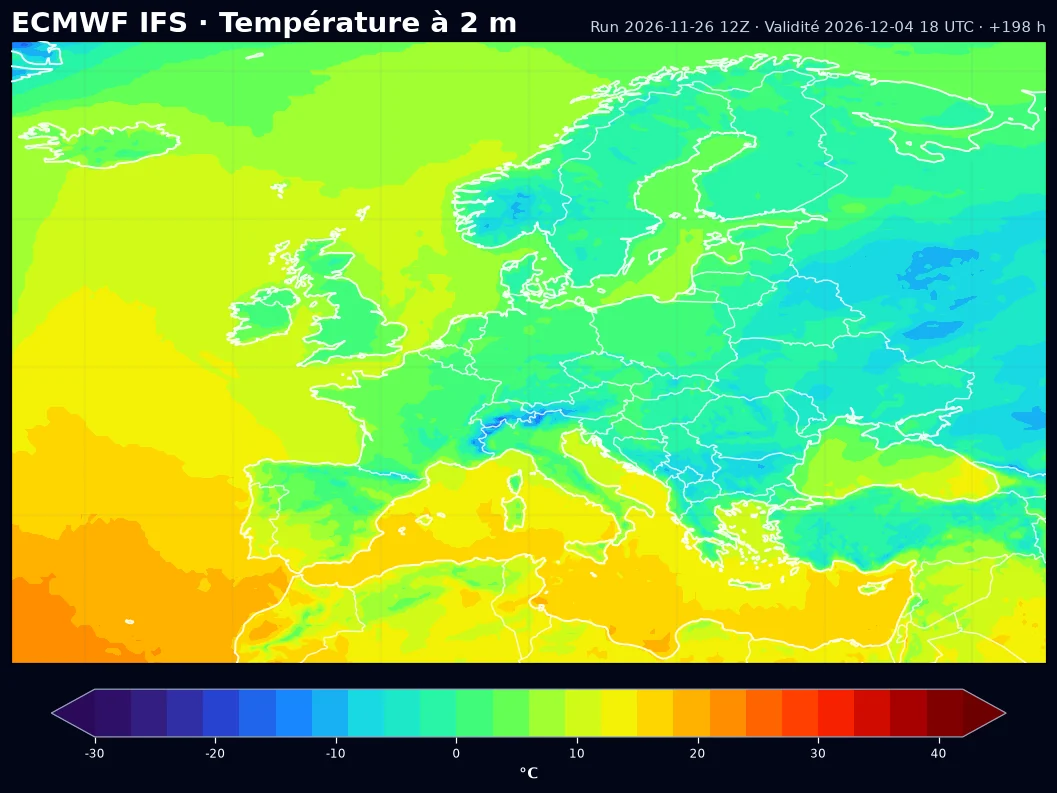 ECMWF IFS · Température à 2 m
Run 2026-11-26 12Z · Validité 2026-12-04 18 UTC · +198 h
-30 -20 -10 0 10 20 30 40
°C